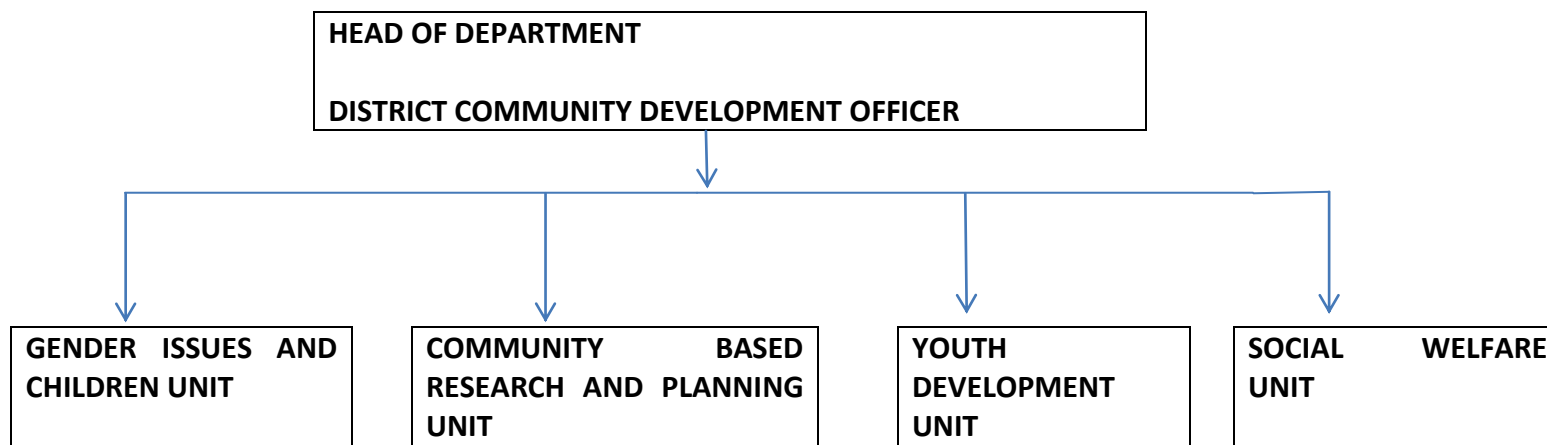 HEAD OF DEPARTMENT
DISTRICT COMMUNITY DEVELOPMENT OFFICER
GENDER ISSUES AND
CHILDREN UNIT
COMMUNITY BASED
RESEARCH AND PLANNING
UNIT
YOUTH
DEVELOPMENT
UNIT
SOCIAL WELFARE
UNIT